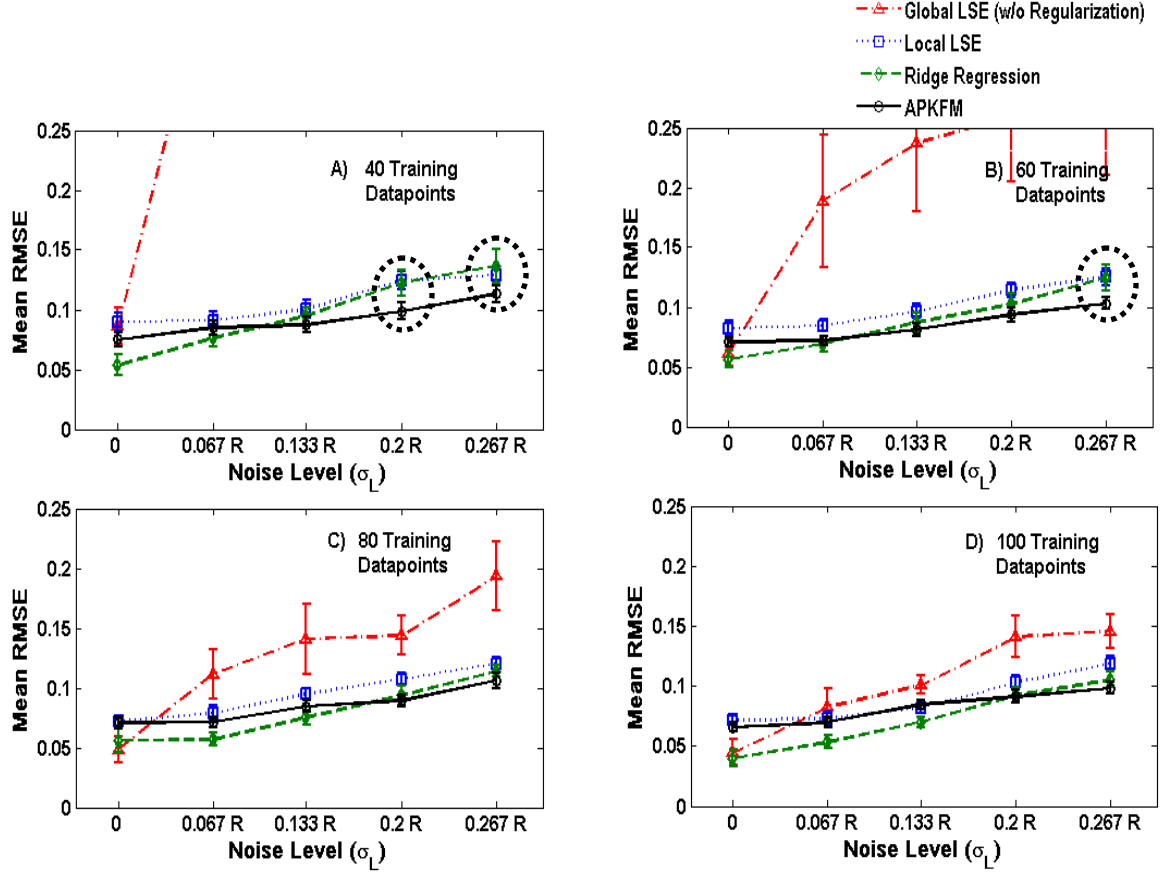 Global LSE (w/o Regularization)
Local LSE
Ridge Regression
APKFM
A) 40 Training
Datapoints
Mean RMSE
0.25
0.2
0.15
0.1
0.05
0
0 0.067 R 0.133 R 0.2 R 0.267 R
Noise Level (σL)
B) 60 Training
Datapoints
Mean RMSE
0.25
0.2
0.15
0.1
0.05
0
0 0.067 R 0.133 R 0.2 R 0.267 R
Noise Level (σL)
C) 80 Training
Datapoints
Mean RMSE
0.25
0.2
0.15
0.1
0.05
0
0 0.067 R 0.133 R 0.2 R 0.267 R
Noise Level (σL)
D) 100 Training
Datapoints
Mean RMSE
0.25
0.2
0.15
0.1
0.05
0
0 0.067 R 0.133 R 0.2 R 0.267 R
Noise Level (σL)